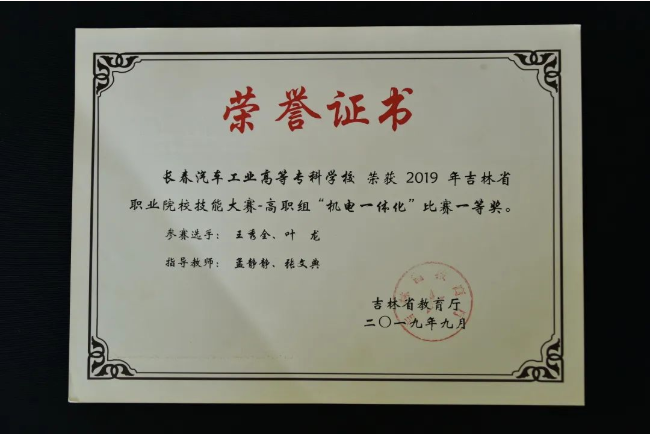 荣誉证书
长春汽车工业高等专科学校 荣获 2019 年吉林省
职业院校技能大赛-高职组“机电一体化”比赛一等奖。
参赛选手：王秀全、叶 龙
指导教师：孟静静、张文典
吉林省教育厅
二〇一九年九月